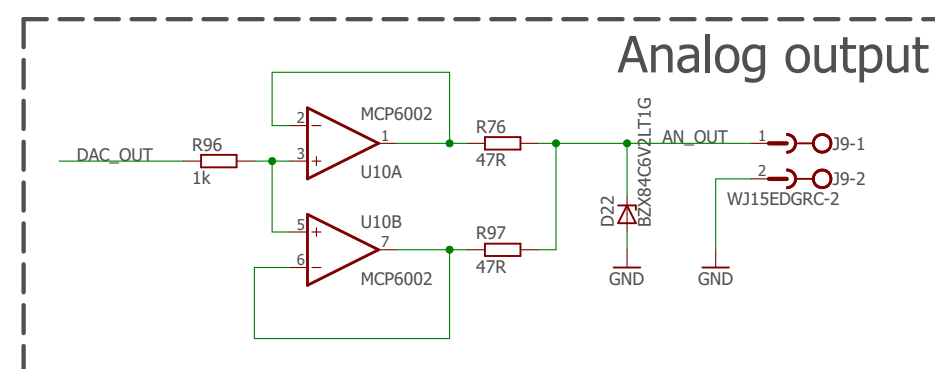 Analog output
MCP6002
2
1
R76
47R
AN_OUT
1
J9-1
DAC_OUT
R96
1k
3
U10A
BZX84C6V2LT1G
D22
2
J9-2
WJ15EDGRC-2
5
U10B
7
R97
47R
6
MCP6002
GND
GND